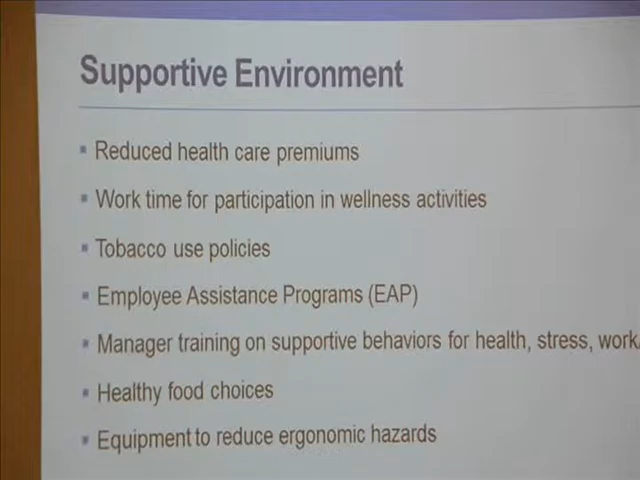 Supportive Environment
Reduced health care premiums
Work time for participation in wellness activities
Tobacco use policies
Employee Assistance Programs (EAP)
Manager training on supportive behaviors for health, stress, work/
Healthy food choices
Equipment to reduce ergonomic hazards